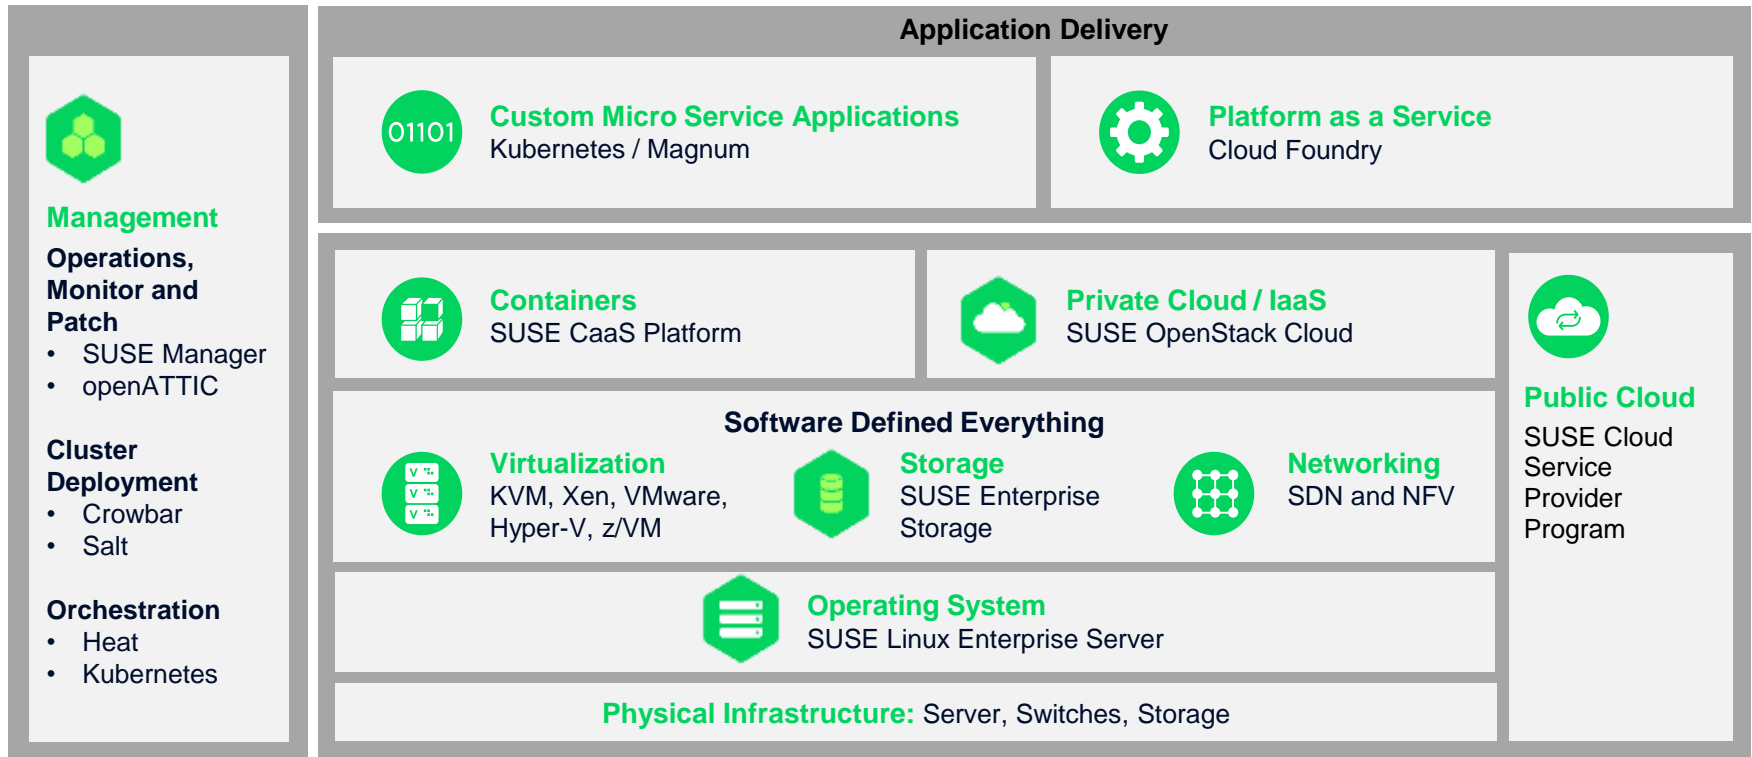 Management
Operations,
Monitor and
Patch
• SUSE Manager
• openATTIC
Cluster
Deployment
• Crowbar
• Salt
Orchestration
• Heat
• Kubernetes
Application Delivery
01101
Custom Micro Service Applications
Kubernetes / Magnum
Platform as a Service
Cloud Foundry
Containers
SUSE CaaS Platform
Private Cloud / IaaS
SUSE OpenStack Cloud
Software Defined Everything
V
V
V
Virtualization
KVM, Xen, VMware,
Hyper-V, z/VM
Storage
SUSE Enterprise
Storage
Networking
SDN and NFV
Operating System
SUSE Linux Enterprise Server
Physical Infrastructure: Server, Switches, Storage
Public Cloud
SUSE Cloud
Service
Provider
Program